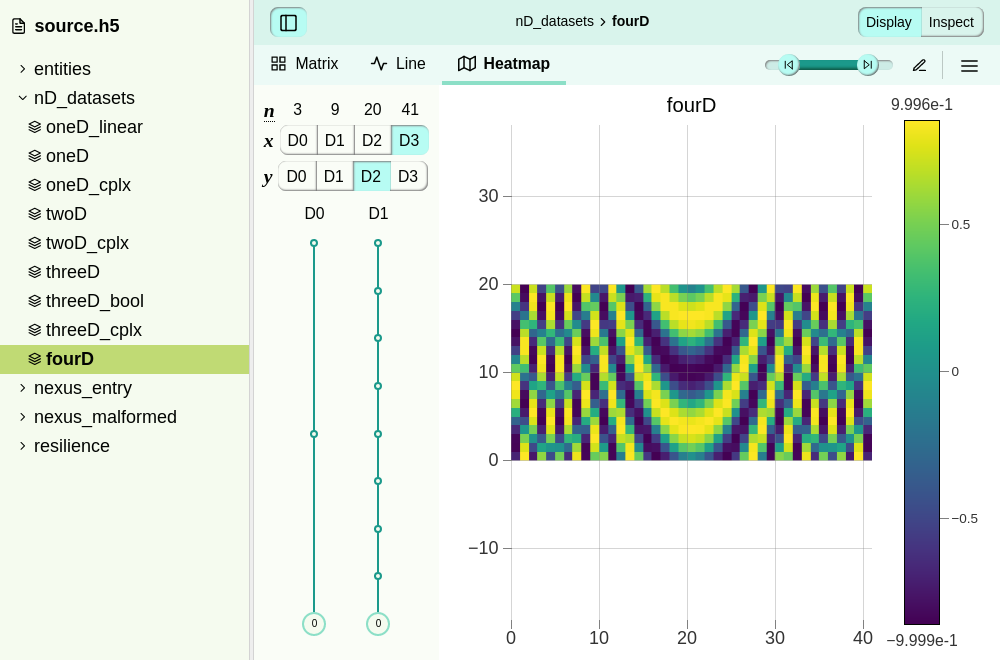 source.h5
entities
nD_datasets
oneD_linear
oneD
oneD_cplx
twoD
twoD_cplx
threeD
threeD_bool
threeD_cplx
fourD
nexus_entry
nexus_malformed
resilience
nD_datasets › fourD
Display Inspect
Matrix Line Heatmap
n 3 9 20 41
x D0 D1 D2 D3
y D0 D1 D2 D3
D0 D1
0 0
fourD
30
20
10
0
−10
0 10 20 30 40
9.996e-1
0.5
0
−0.5
−9.999e-1